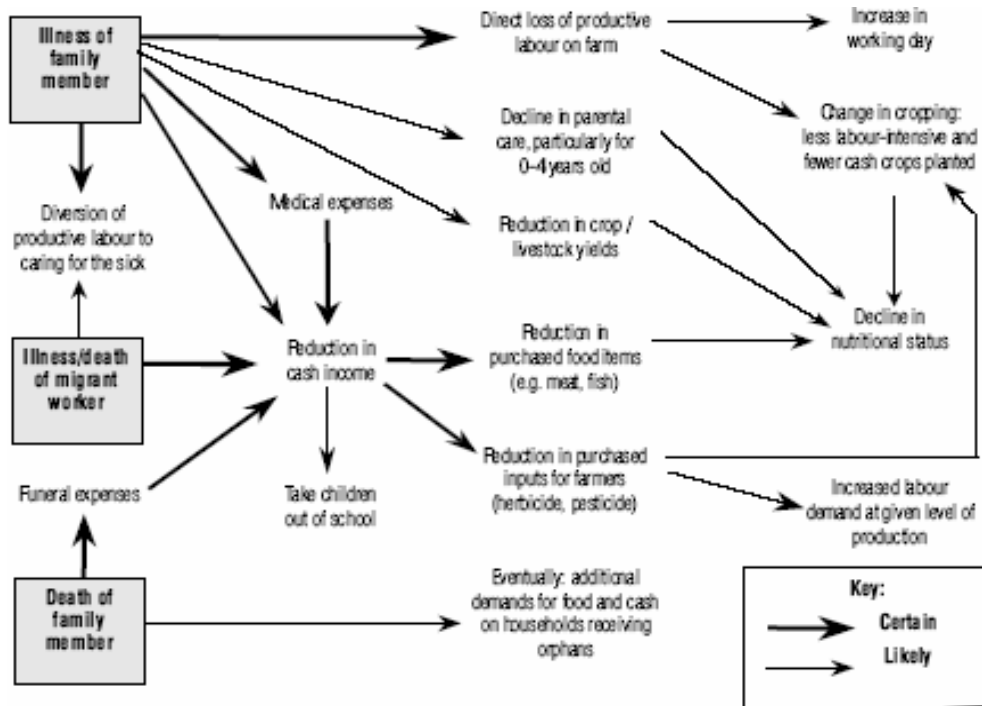 Illness of
family
member
Direct loss of productive
labour on farm
Increase in
working day
Decline in parental
care, particularly for
0–4 years old
Change in cropping:
less labour-intensive and
fewer cash crops planted
Medical expenses
Diversion of
productive labour to
caring for the sick
Reduction in crop /
livestock yields
Illness/death
of migrant
worker
Reduction in
cash income
Reduction in
purchased food items
(e.g. meat, fish)
Decline in
nutritional status
Funeral expenses
Take children
out of school
Reduction in purchased
inputs for farmers
(herbicide, pesticide)
Increased labour
demand at given level of
production
Death of
family
member
Eventually: additional
demands for food and cash
on households receiving
orphans
Key:
Certain
Likely